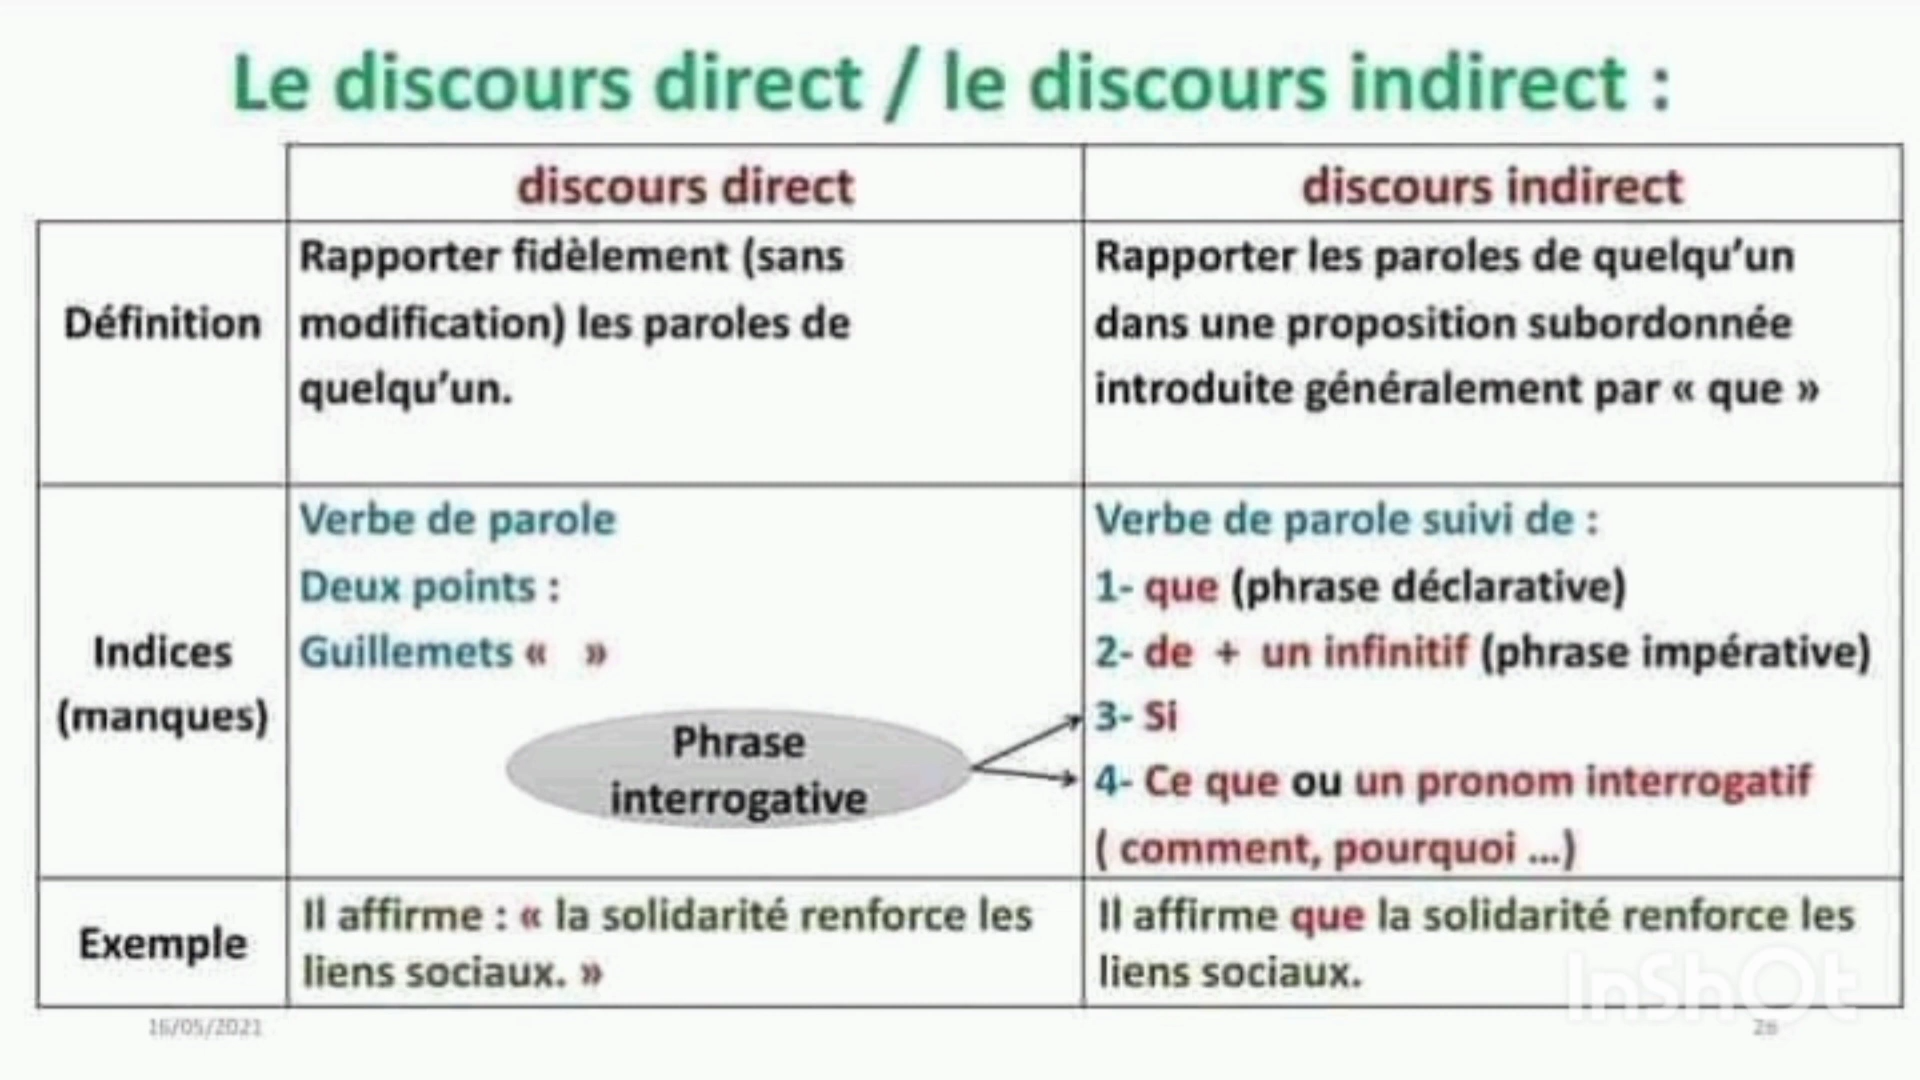 Le discours direct / le discours indirect :
discours direct
discours indirect
Définition
Rapporter fidèlement (sans
modification) les paroles de
quelqu’un.
Rapporter les paroles de quelqu’un
dans une proposition subordonnée
introduite généralement par « que »
Indices
(manques)
Verbe de parole
Deux points :
Guillemets « »
Phrase
interrogative
Verbe de parole suivi de :
1- que (phrase déclarative)
2- de + un infinitif (phrase impérative)
3- Si
4- Ce que ou un pronom interrogatif
( comment, pourquoi ...)
Exemple
Il affirme : « la solidarité renforce les
liens sociaux. »
Il affirme que la solidarité renforce les
liens sociaux.
InShOt
16/05/2021